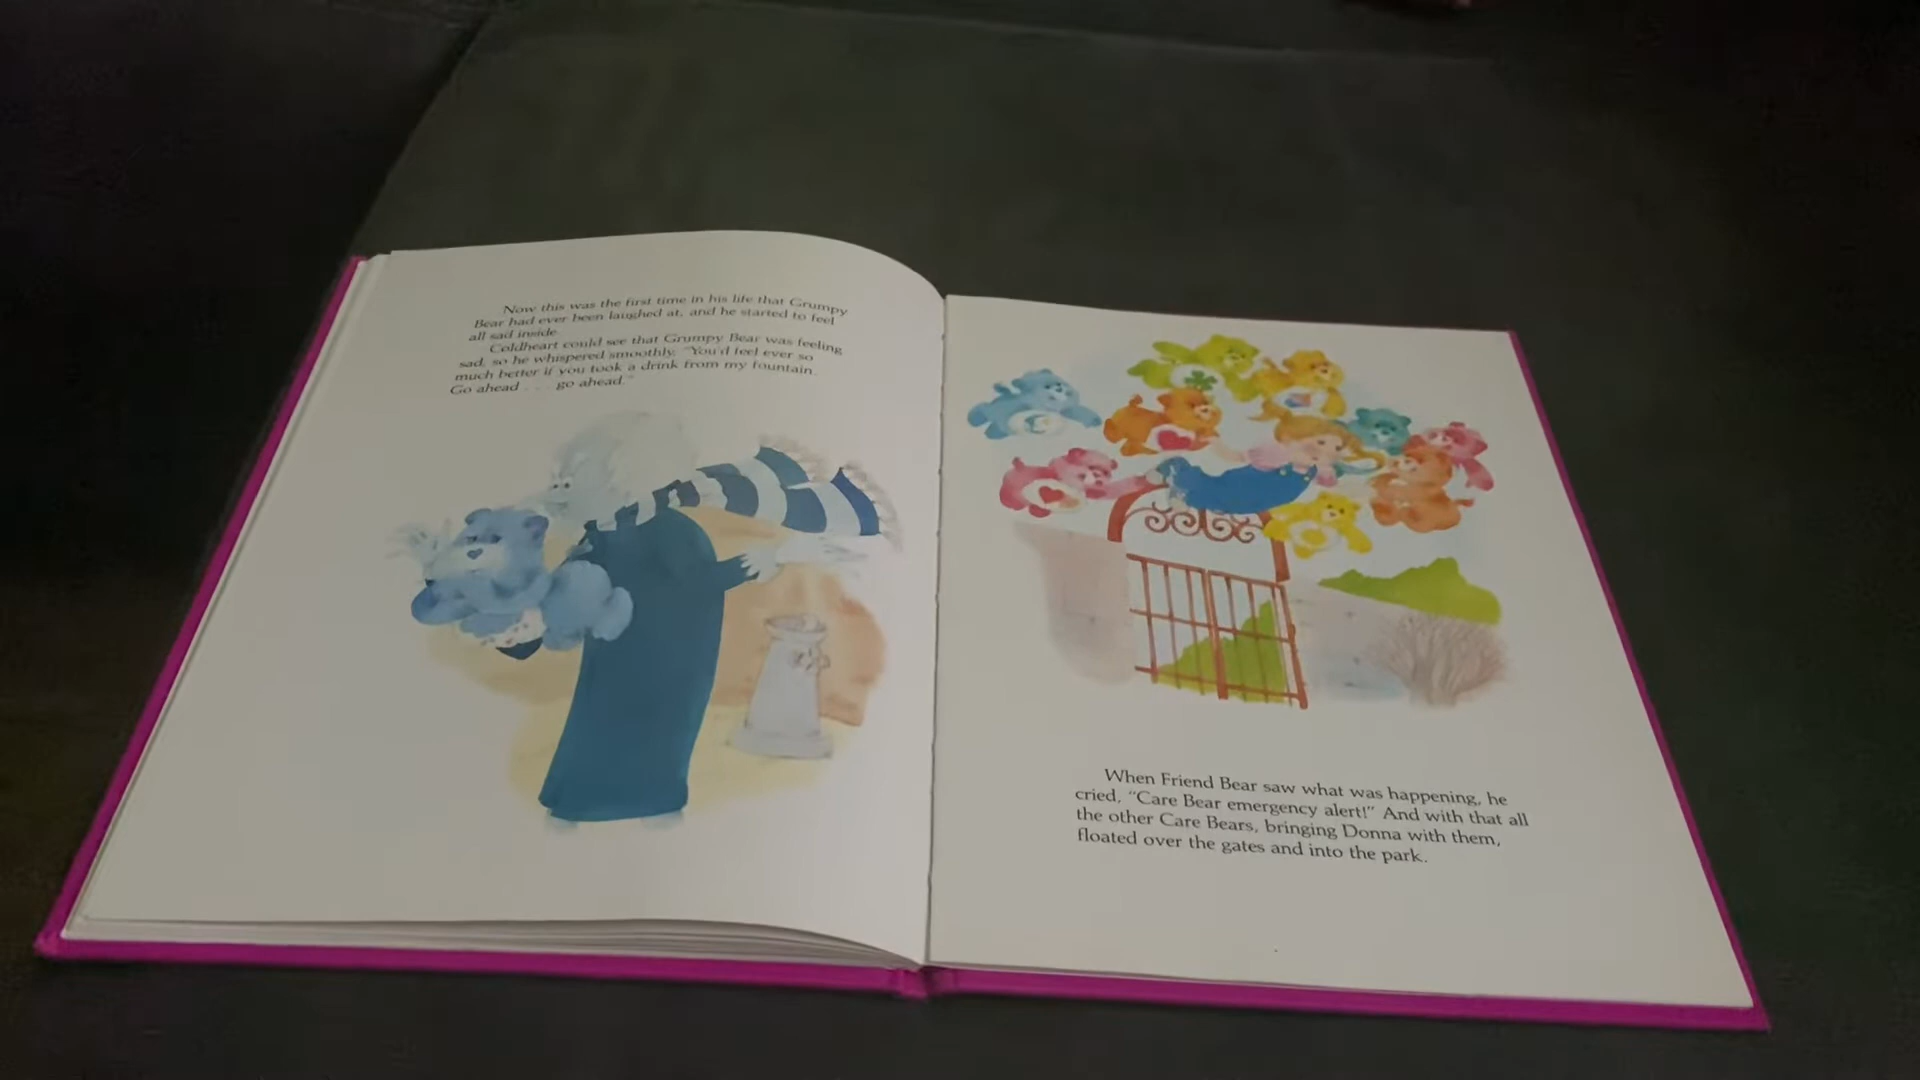 Now this was the first time in his life that Grumpy
Bear had ever been laughed at, and he started to feel
all sad inside.
Coldheart could see that Grumpy Bear was feeling
sad, so he whispered smoothly, "You'd feel ever so
much better if you took a drink from my fountain.
Go ahead . . . go ahead."
When Friend Bear saw what was happening, he
cried, "Care Bear emergency alert!" And with that all
the other Care Bears, bringing Donna with them,
floated over the gates and into the park.